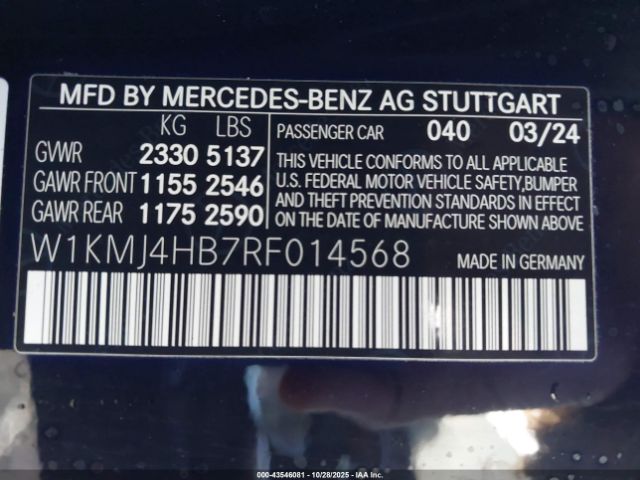 MFD BY MERCEDES-BENZ AG STUTTGART
KG LBS
GVWR 2330 5137
GAWR FRONT 1155 2546
GAWR REAR 1175 2590
PASSENGER CAR 040 03/24
THIS VEHICLE CONFORMS TO ALL APPLICABLE
U.S. FEDERAL MOTOR VEHICLE SAFETY, BUMPER
AND THEFT PREVENTION STANDARDS IN EFFECT
ON THE DATE OF MANUFACTURE SHOWN ABOVE.
W1KMJ4HB7RF014568
MADE IN GERMANY
000-43546081 | 10/28/2025 - IAAI.COM